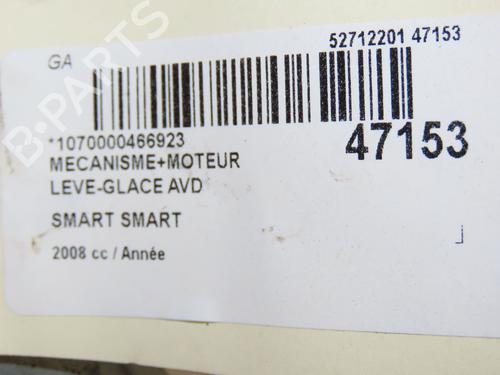 GA
52712201 47153
*1070000466923
47153
MECANISME+MOTEUR
LEVE-GLACE AVD
SMART SMART
2008 cc / Année
B-PARTS